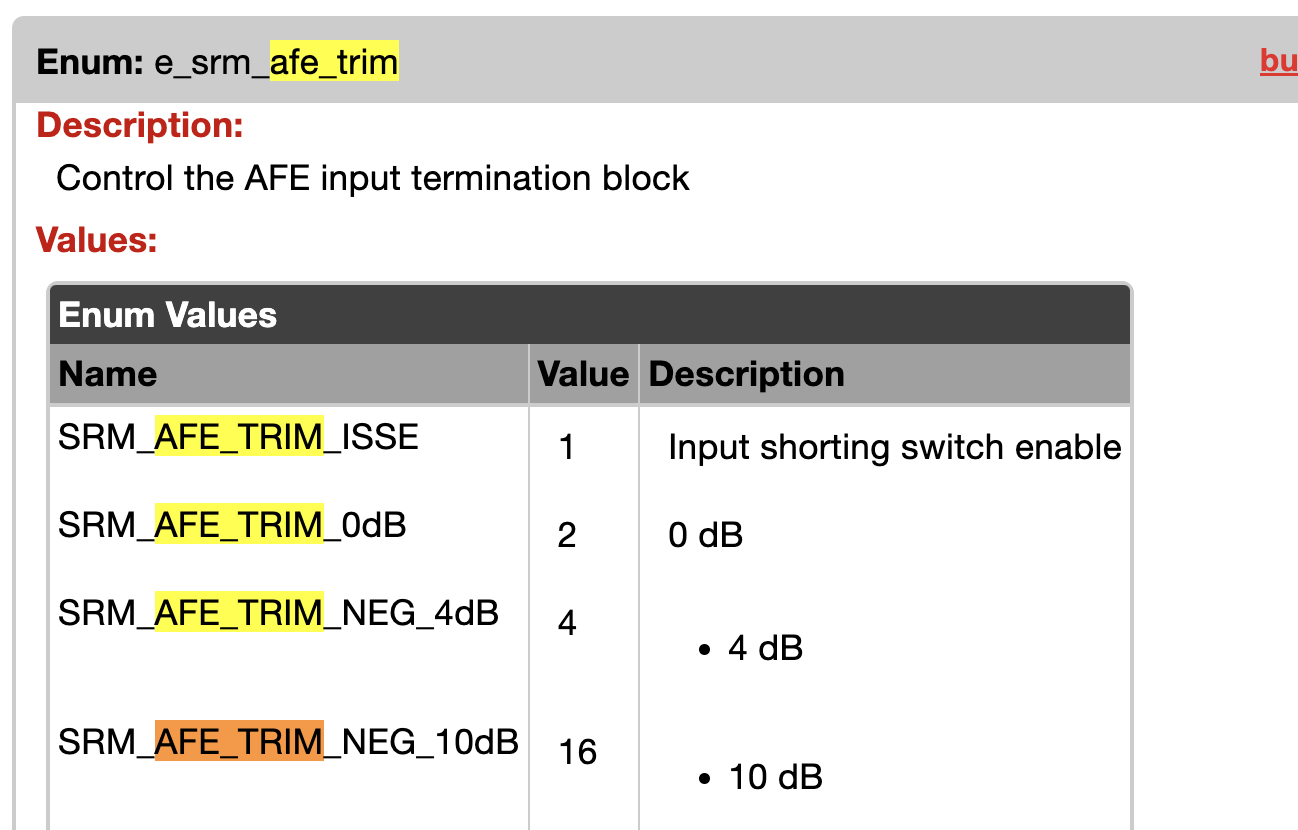 Enum: e_srm_afe_trim bu
Description:
Control the AFE input termination block
Values:
Enum Values
Name Value Description
SRM_AFE_TRIM_ISSE 1 Input shorting switch enable
SRM_AFE_TRIM_0dB 2 0 dB
SRM_AFE_TRIM_NEG_4dB 4 • 4 dB
SRM_AFE_TRIM_NEG_10dB 16 • 10 dB